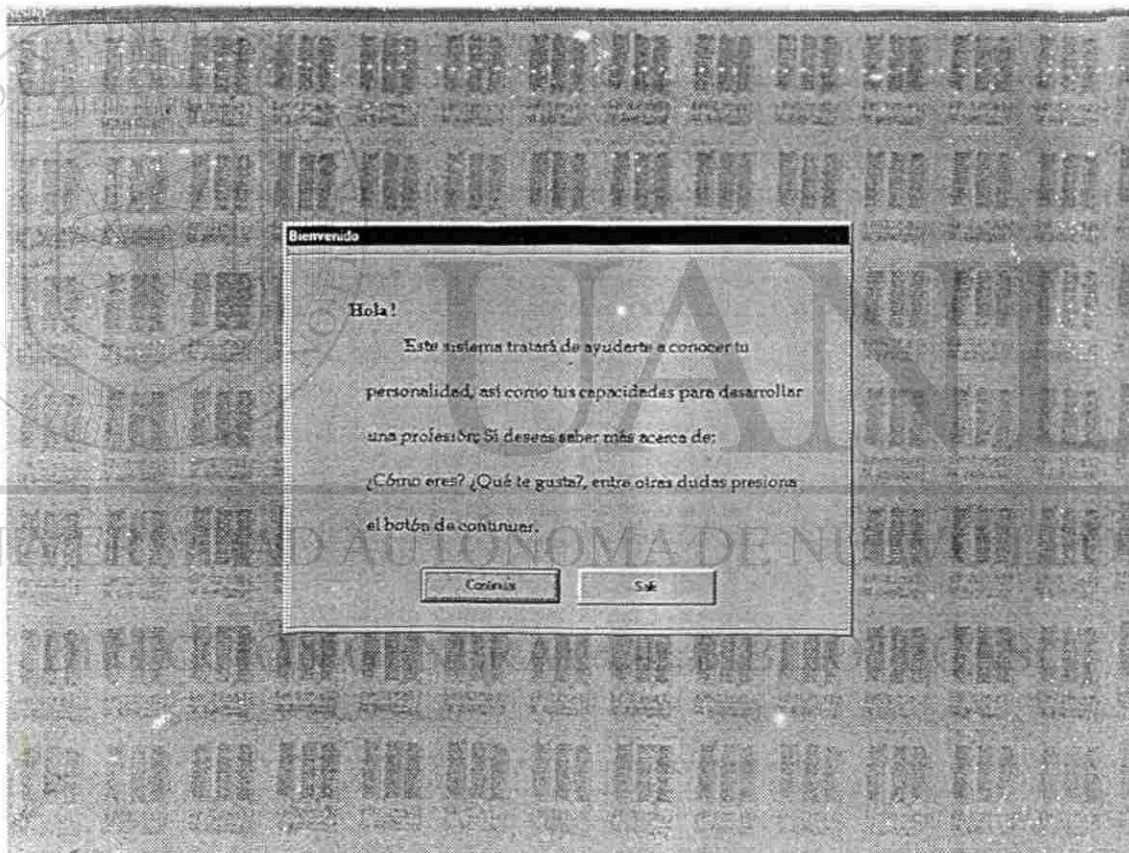 Bienvenido
Hola!
Este sistema tratará de ayudarte a conocer tu
personalidad, así como tus capacidades para desarrollar
una profesión; Si deseas saber más acerca de:
¿Cómo eres? ¿Qué te gusta?, entre otras dudas presiona
el botón de continuar.
Continuar
Salir
UANL
AUTÓNOMA DE NUEVO LEÓN